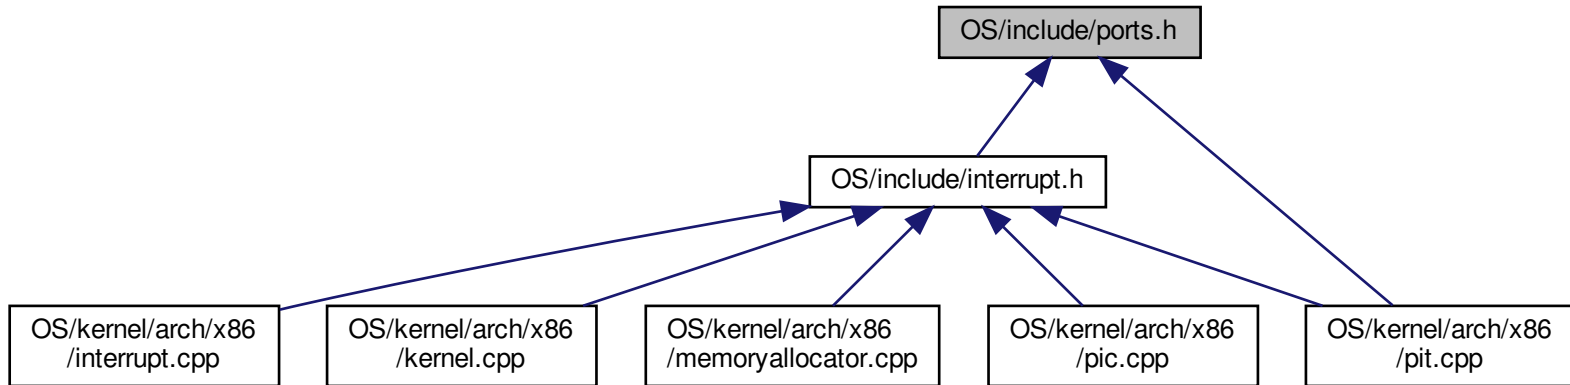 OS/include/ports.h
OS/include/interrupt.h
OS/kernel/arch/x86
/interrupt.cpp
OS/kernel/arch/x86
/kernel.cpp
OS/kernel/arch/x86
/memoryallocator.cpp
OS/kernel/arch/x86
/pic.cpp
OS/kernel/arch/x86
/pit.cpp